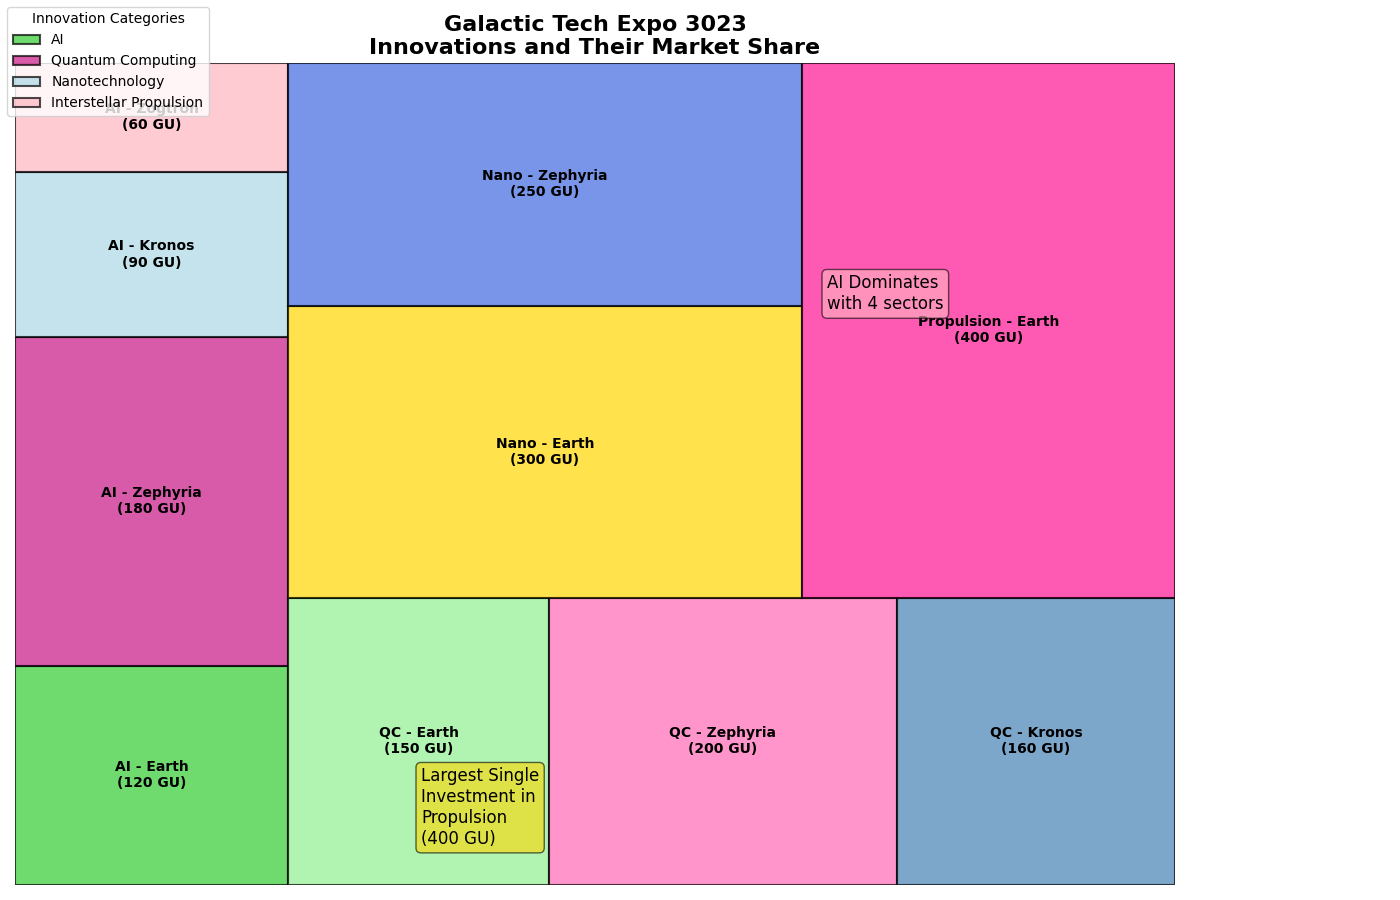 Galactic Tech Expo 3023
Innovations and Their Market Share
Innovation Categories
AI
Quantum Computing
Nanotechnology
Interstellar Propulsion
AI - Zogtron
(60 GU)
Nano - Zephyria
(250 GU)
AI - Kronos
(90 GU)
AI Dominates
with 4 sectors
Propulsion - Earth
(400 GU)
Nano - Earth
(300 GU)
AI - Zephyria
(180 GU)
QC - Earth
(150 GU)
QC - Zephyria
(200 GU)
QC - Kronos
(160 GU)
AI - Earth
(120 GU)
Largest Single
Investment in
Propulsion
(400 GU)